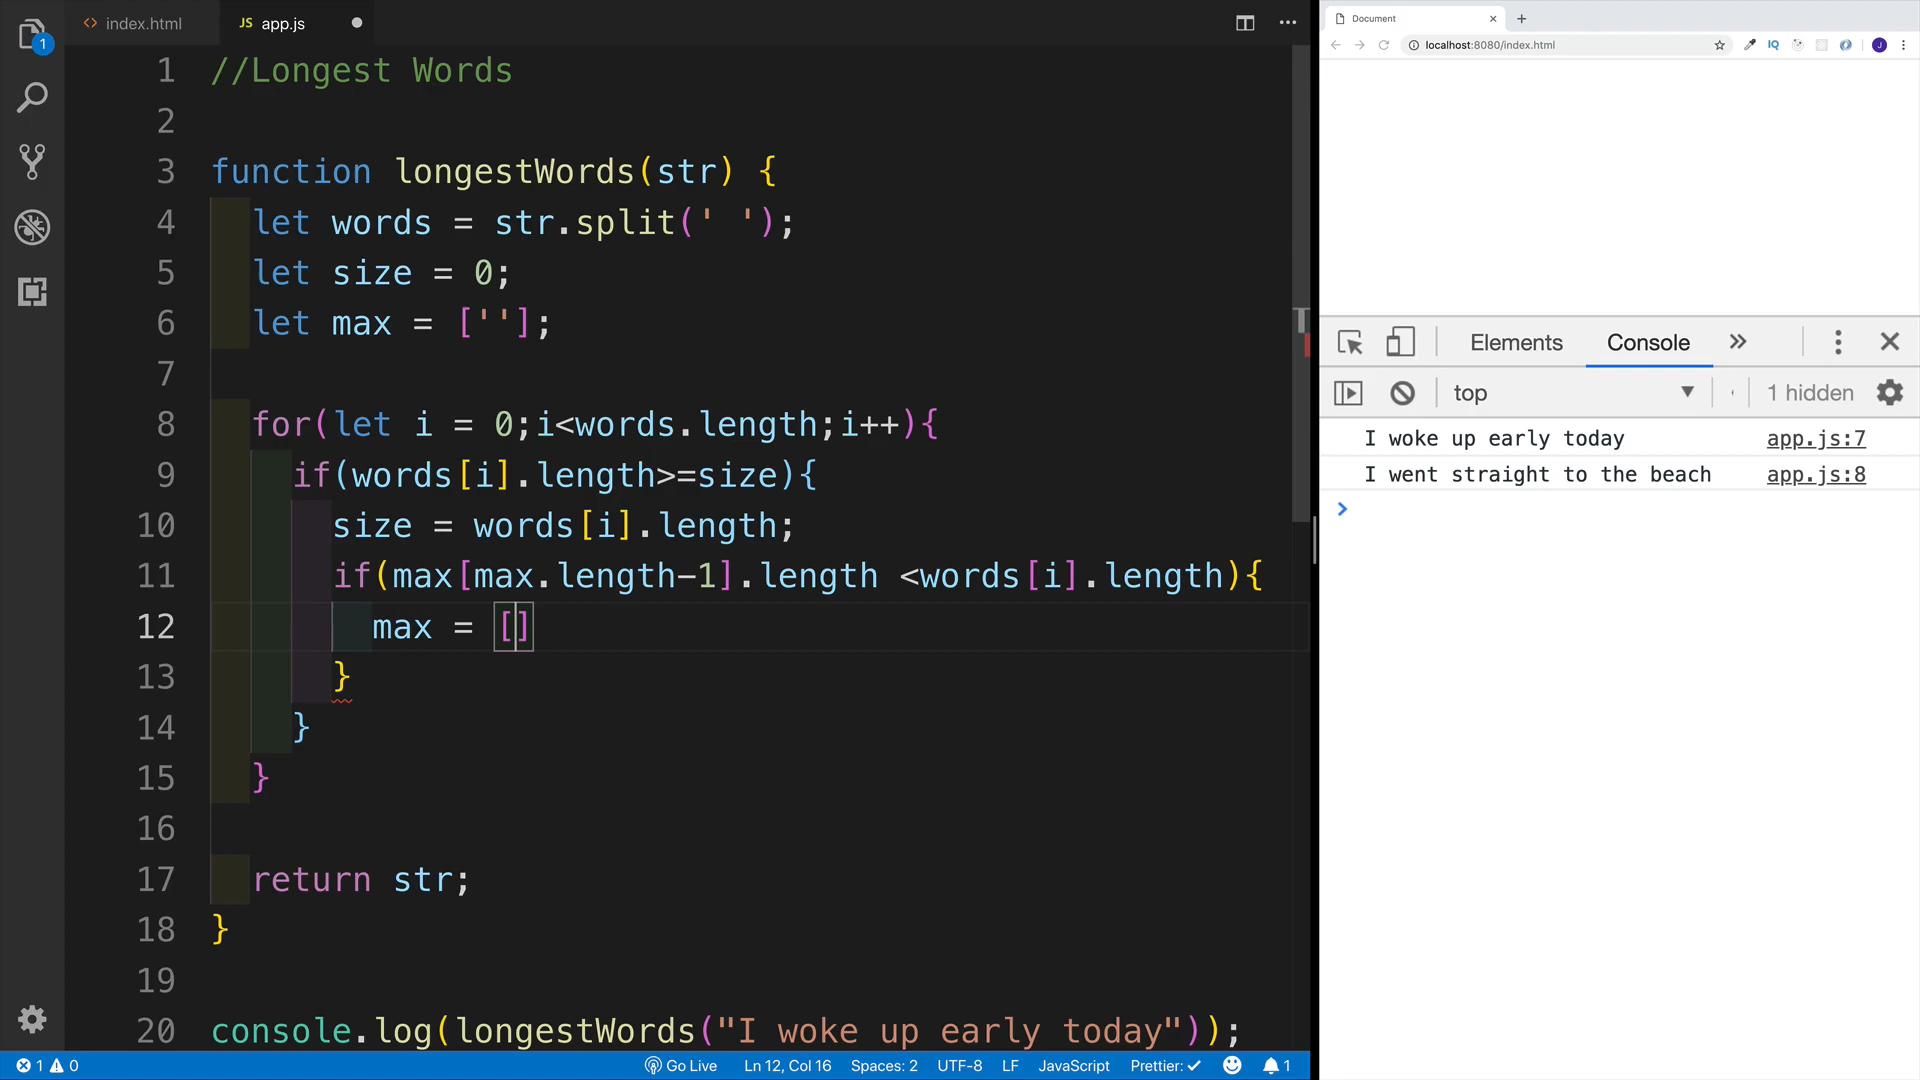 index.html
JS app.js
1 //Longest Words
2
3 function longestWords(str) {
4 let words = str.split(' ');
5 let size = 0;
6 let max = [''];
7
8 for(let i = 0;i<words.length;i++){
9 if(words[i].length>=size){
10 size = words[i].length;
11 if(max[max.length-1].length <words[i].length){
12 max = []
13 }
14 }
15 }
16
17 return str;
18 }
19
20 console.log(longestWords("I woke up early today"));
1
1 0 Go Live Ln 12, Col 16 Spaces: 2 UTF-8 LF JavaScript Prettier: ✓ 1
Document
localhost:8080/index.html IQ J
Elements Console »
top 1 hidden
I woke up early today app.js:7
I went straight to the beach app.js:8